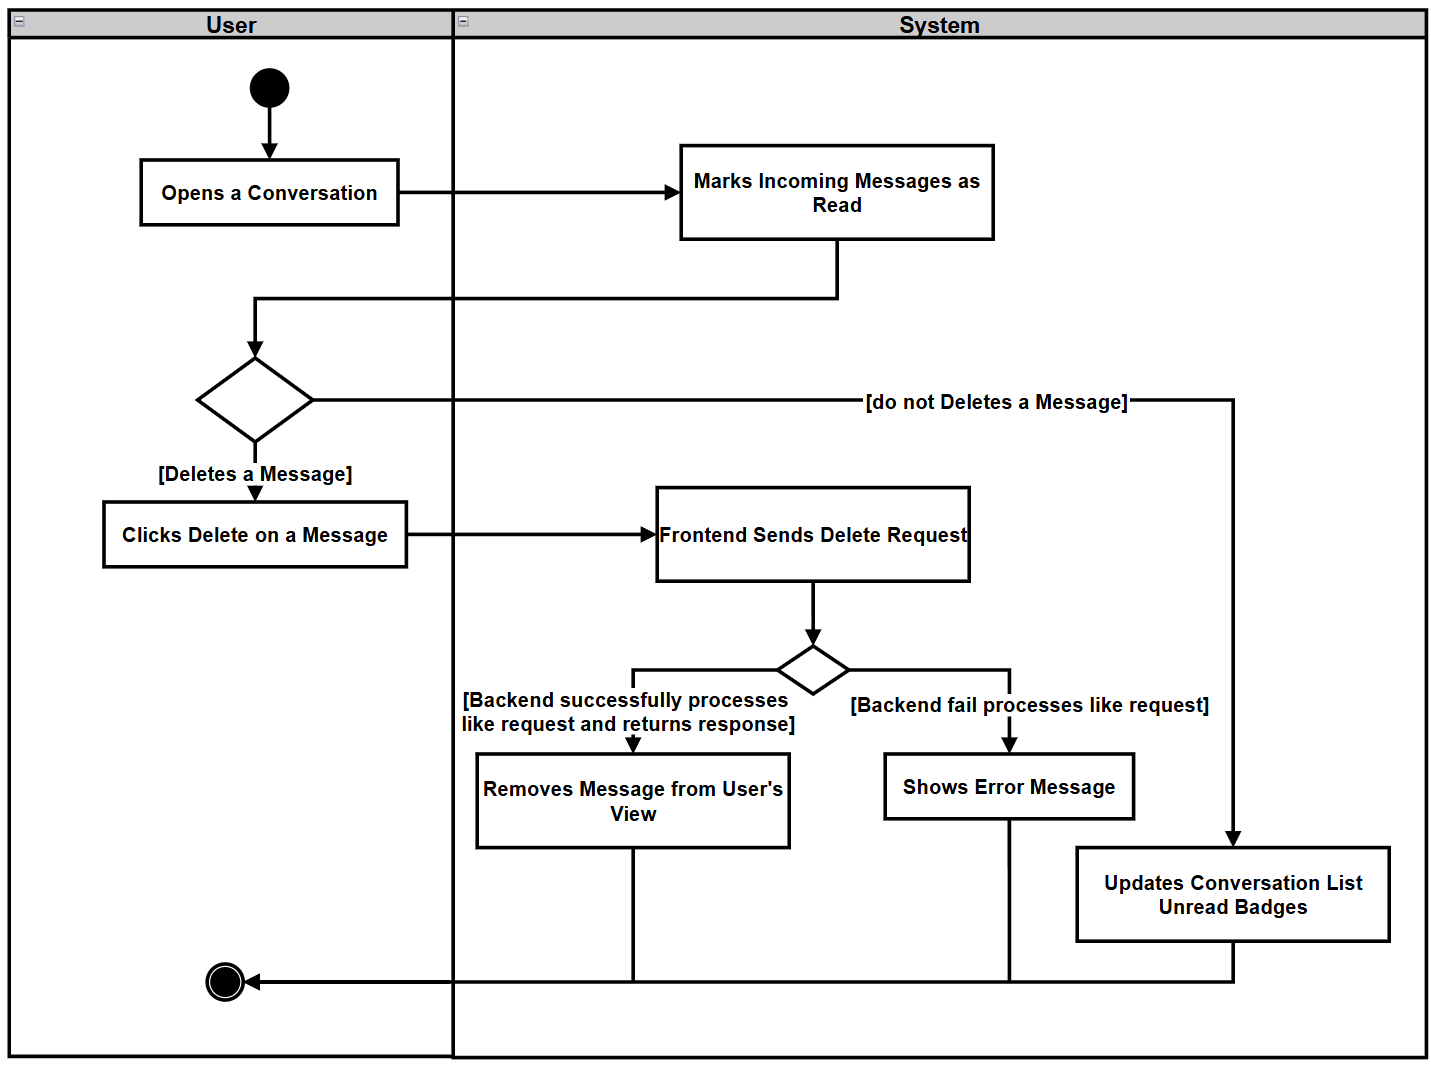 User
System
Opens a Conversation
Marks Incoming Messages as
Read
[do not Deletes a Message]
[Deletes a Message]
Clicks Delete on a Message
Frontend Sends Delete Request
[Backend successfully processes
like request and returns response]
[Backend fail processes like request]
Removes Message from User's
View
Shows Error Message
Updates Conversation List
Unread Badges